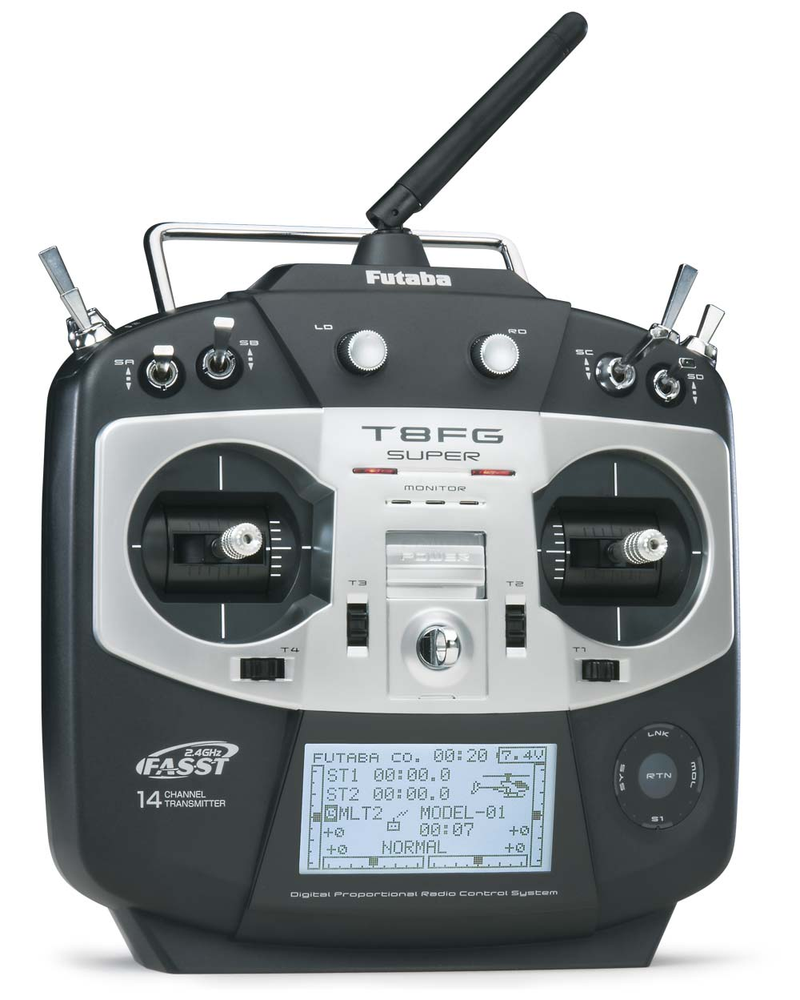 Futaba
LD
RD
SA
SB
SC
SD
T8FG
SUPER
MONITOR
POWER
T3
T2
T4
T1
2.4GHz
FASST
14 CHANNEL
TRANSMITTER
LNK
SYS
RTN
MDL
S1
FUTABA CO. 00:20 7.4V
ST1 00:00.0
ST2 00:00.0
MLT2 MODEL-01
00:07
+0 +0
+0 NORMAL +0
Digital Proportional Radio Control System